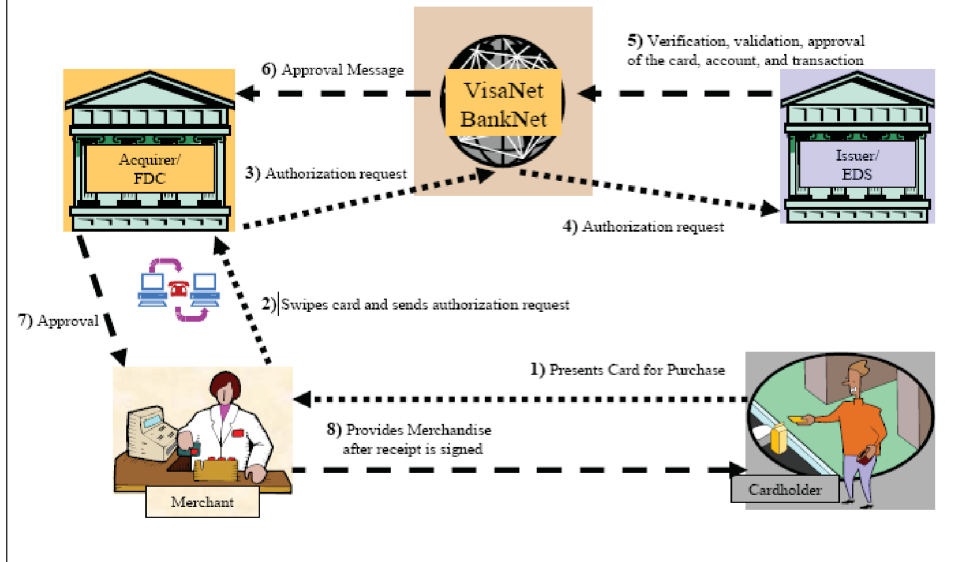 5) Verification, validation, approval
of the card, account, and transaction
6) Approval Message
VisaNet
BankNet
Acquirer/
FDC
Issuer/
EDS
3) Authorization request
4) Authorization request
2) Swipes card and sends authorization request
7) Approval
1) Presents Card for Purchase
8) Provides Merchandise
after receipt is signed
Merchant
Cardholder